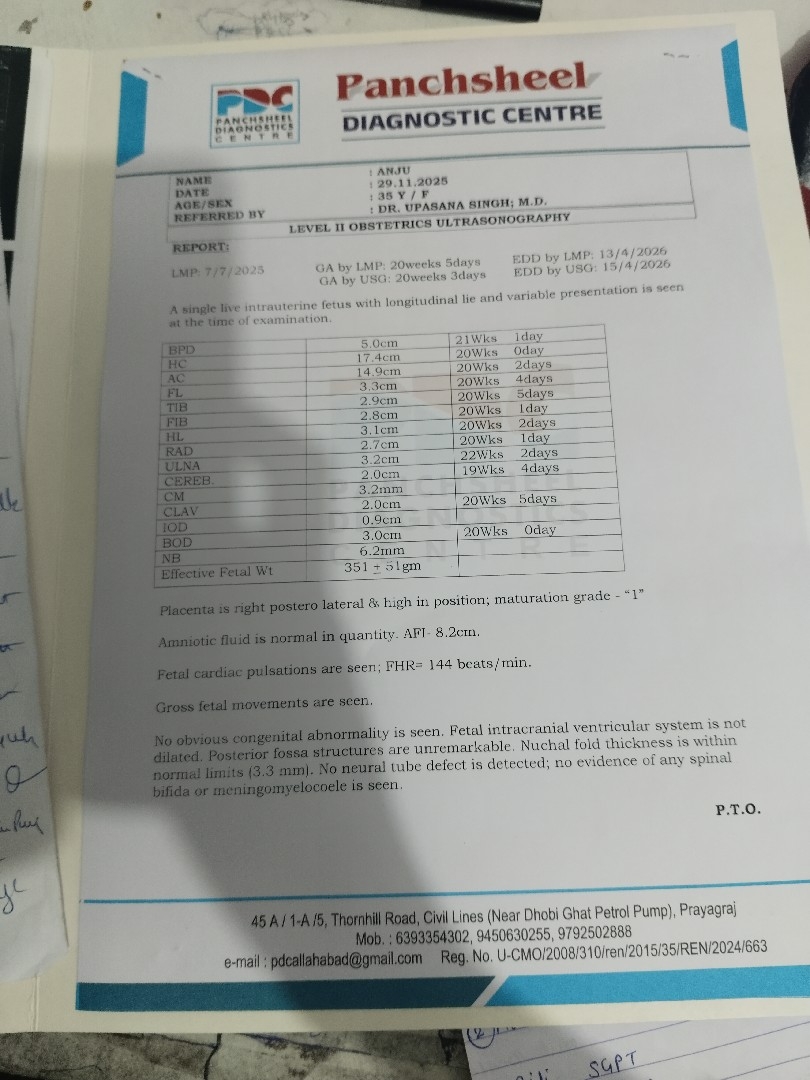 PDC
PANCHSHEEL
DIAGNOSTICS
CENTRE
Panchsheel
DIAGNOSTIC CENTRE
NAME : ANJU
DATE : 29.11.2025
AGE/SEX : 35 Y / F
REFERRED BY : DR. UPASANA SINGH; M.D.
LEVEL II OBSTETRICS ULTRASONOGRAPHY
REPORT:
LMP: 7/7/2025 GA by LMP: 20weeks 5days EDD by LMP: 13/4/2026
GA by USG: 20weeks 3days EDD by USG: 15/4/2026
A single live intrauterine fetus with longitudinal lie and variable presentation is seen
at the time of examination.
BPD 5.0cm 21Wks 1day
HC 17.4cm 20Wks 0day
AC 14.9cm 20Wks 2days
FL 3.3cm 20Wks 4days
TIB 2.9cm 20Wks 5days
FIB 2.8cm 20Wks 1day
HL 3.1cm 20Wks 2days
RAD 2.7cm 20Wks 1day
ULNA 3.2cm 22Wks 2days
CEREB. 2.0cm 19Wks 4days
CM 3.2mm
CLAV 2.0cm 20Wks 5days
IOD 0.9cm
BOD 3.0cm 20Wks 0day
NB 6.2mm
Effective Fetal Wt 351 ± 51gm
Placenta is right postero lateral & high in position; maturation grade - "1"
Amniotic fluid is normal in quantity. AFI- 8.2cm.
Fetal cardiac pulsations are seen; FHR= 144 beats/min.
Gross fetal movements are seen.
No obvious congenital abnormality is seen. Fetal intracranial ventricular system is not
dilated. Posterior fossa structures are unremarkable. Nuchal fold thickness is within
normal limits (3.3 mm). No neural tube defect is detected; no evidence of any spinal
bifida or meningomyelocoele is seen.
P.T.O.
45 A / 1-A /5, Thornhill Road, Civil Lines (Near Dhobi Ghat Petrol Pump), Prayagraj
Mob. : 6393354302, 9450630255, 9792502888
e-mail : pdcallahabad@gmail.com Reg. No. U-CMO/2008/310/ren/2015/35/REN/2024/663
SGPT